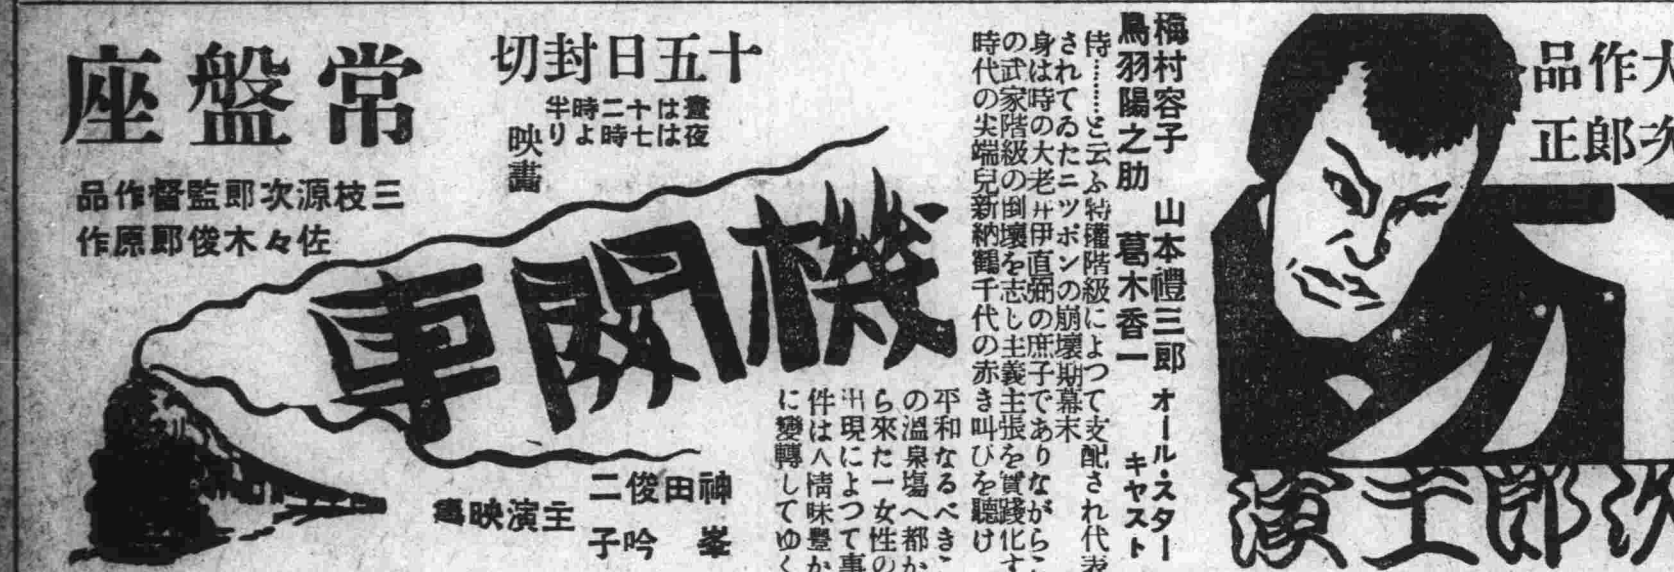 品作大
正郎次
次郎主演
梅村容子　山本禮三郎
鳥羽陽之助　葛木香一
オール・スター
キヤスト
侍………と云ふ特權階級によつて支配され代表
されてゐたニツポンの崩壞期幕末
身は時の大老井伊直弼の庶子でありながらこ
の武家階級の倒壞を志し主義主張を實踐化す
時代の尖端兒新納鶴千代の赤き叫びを聽け
十五日封切
晝は十二時半
夜は七時より
映畵
常盤座
三枝源次郎監督作品
佐々木俊郎原作
機関車
平和なるべきこ
の溫泉場へ都か
ら來た一女性の
出現によつて事
件は人情味豐か
に變轉してゆく
神田俊二
峯吟子
主演映畵